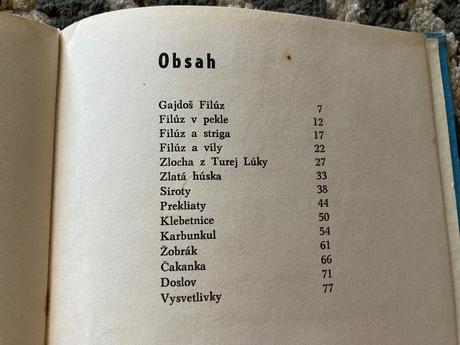 Obsah
Gajdoš Filúz 7
Filúz v pekle 12
Filúz a striga 17
Filúz a víly 22
Zlocha z Turej Lúky 27
Zlatá húska 33
Siroty 38
Prekliaty 44
Klebetnice 50
Karbunkul 54
Žobrák 61
Čakanka 66
Doslov 71
Vysvetlivky 77